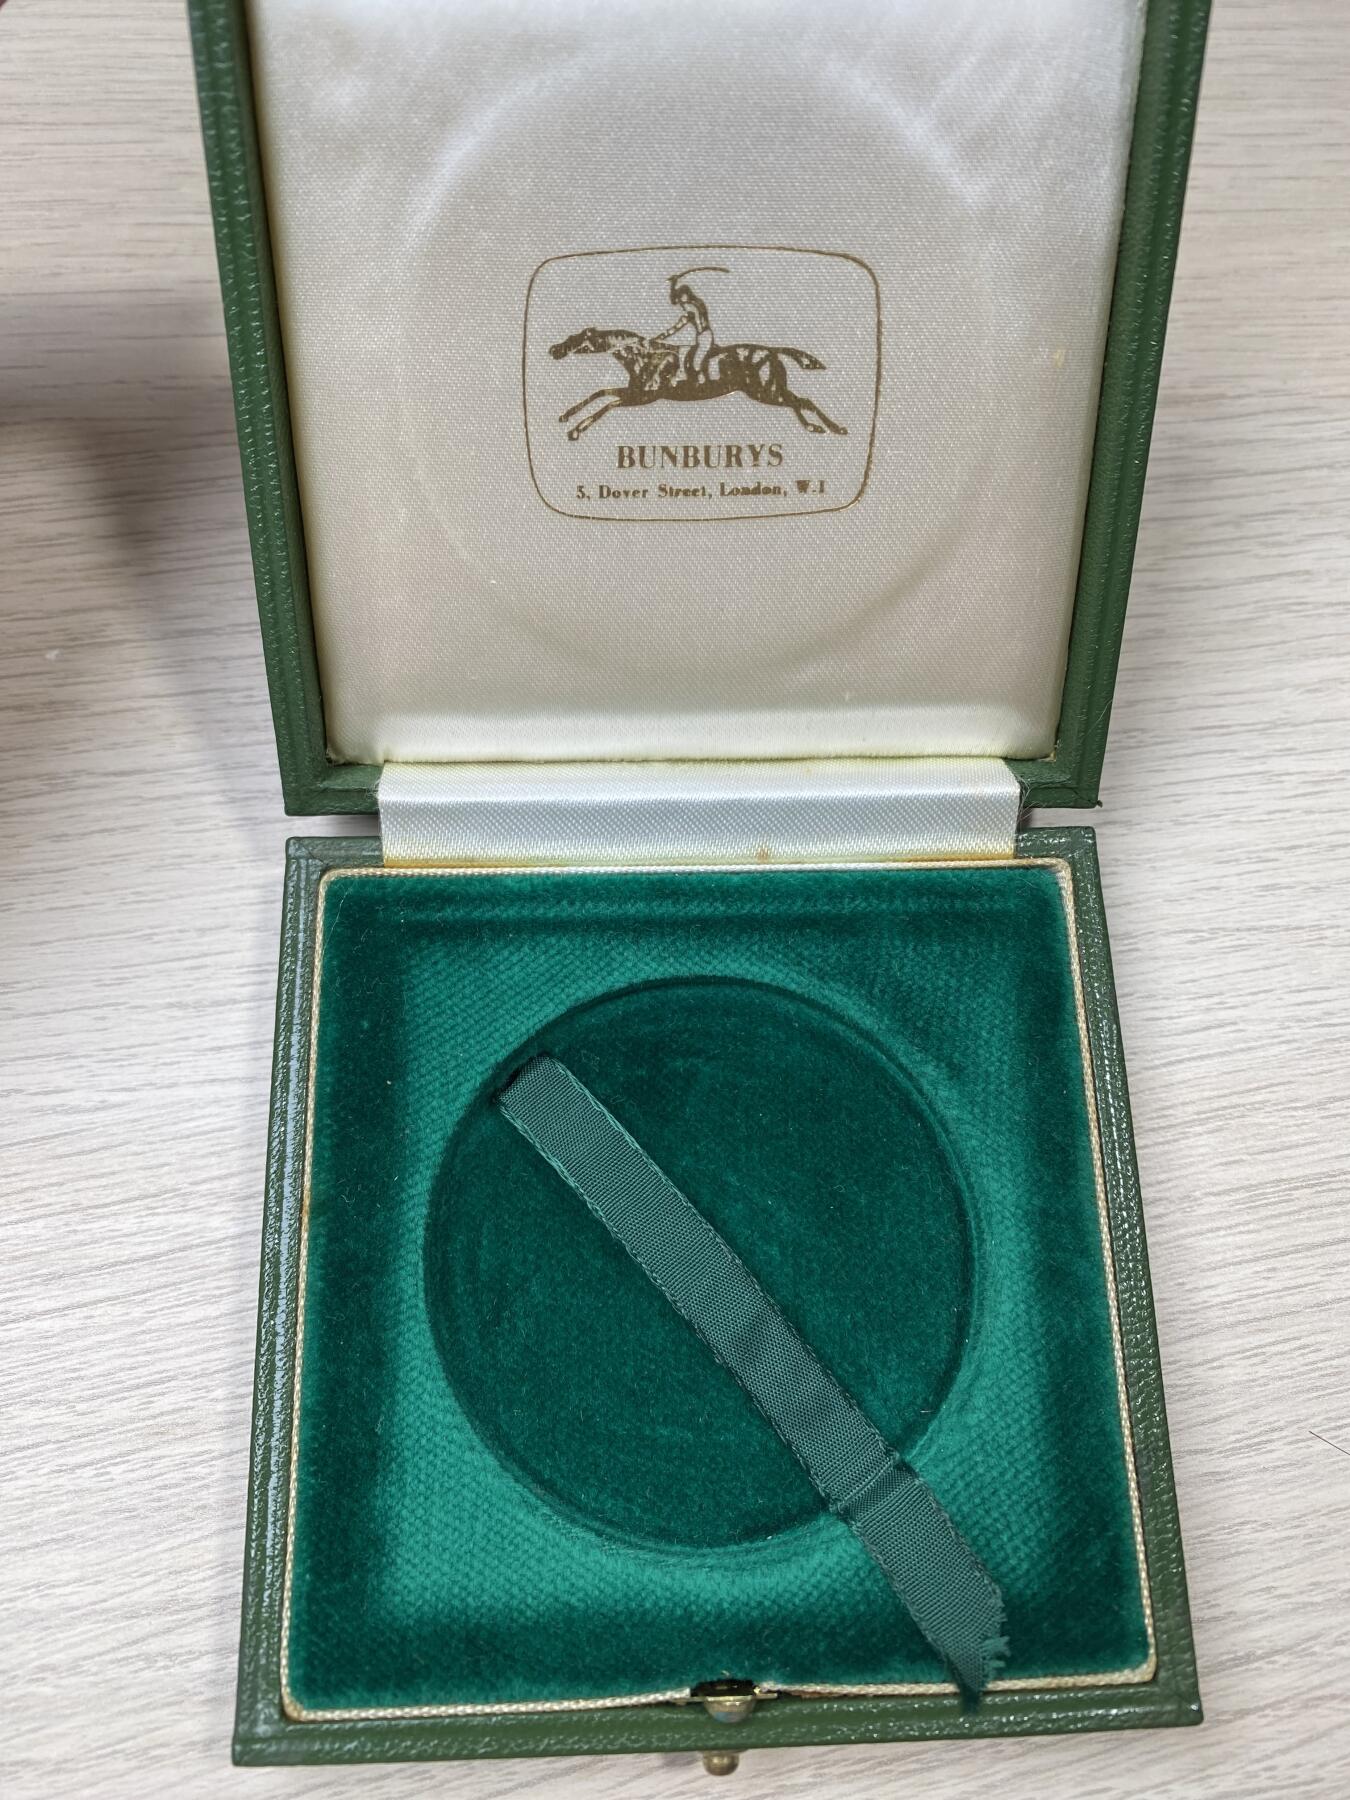 BUNBURYS
5, Dover Street, London, W.1